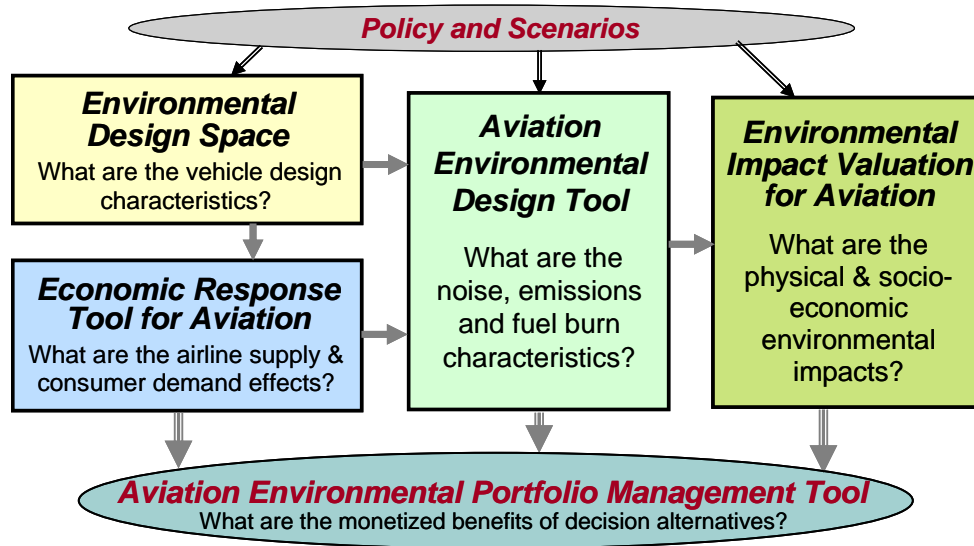 Policy and Scenarios
Environmental
Design Space
What are the vehicle design
characteristics?
Economic Response
Tool for Aviation
What are the airline supply &
consumer demand effects?
Aviation
Environmental
Design Tool
What are the
noise, emissions
and fuel burn
characteristics?
Environmental
Impact Valuation
for Aviation
What are the
physical & socio-
economic
environmental
impacts?
Aviation Environmental Portfolio Management Tool
What are the monetized benefits of decision alternatives?